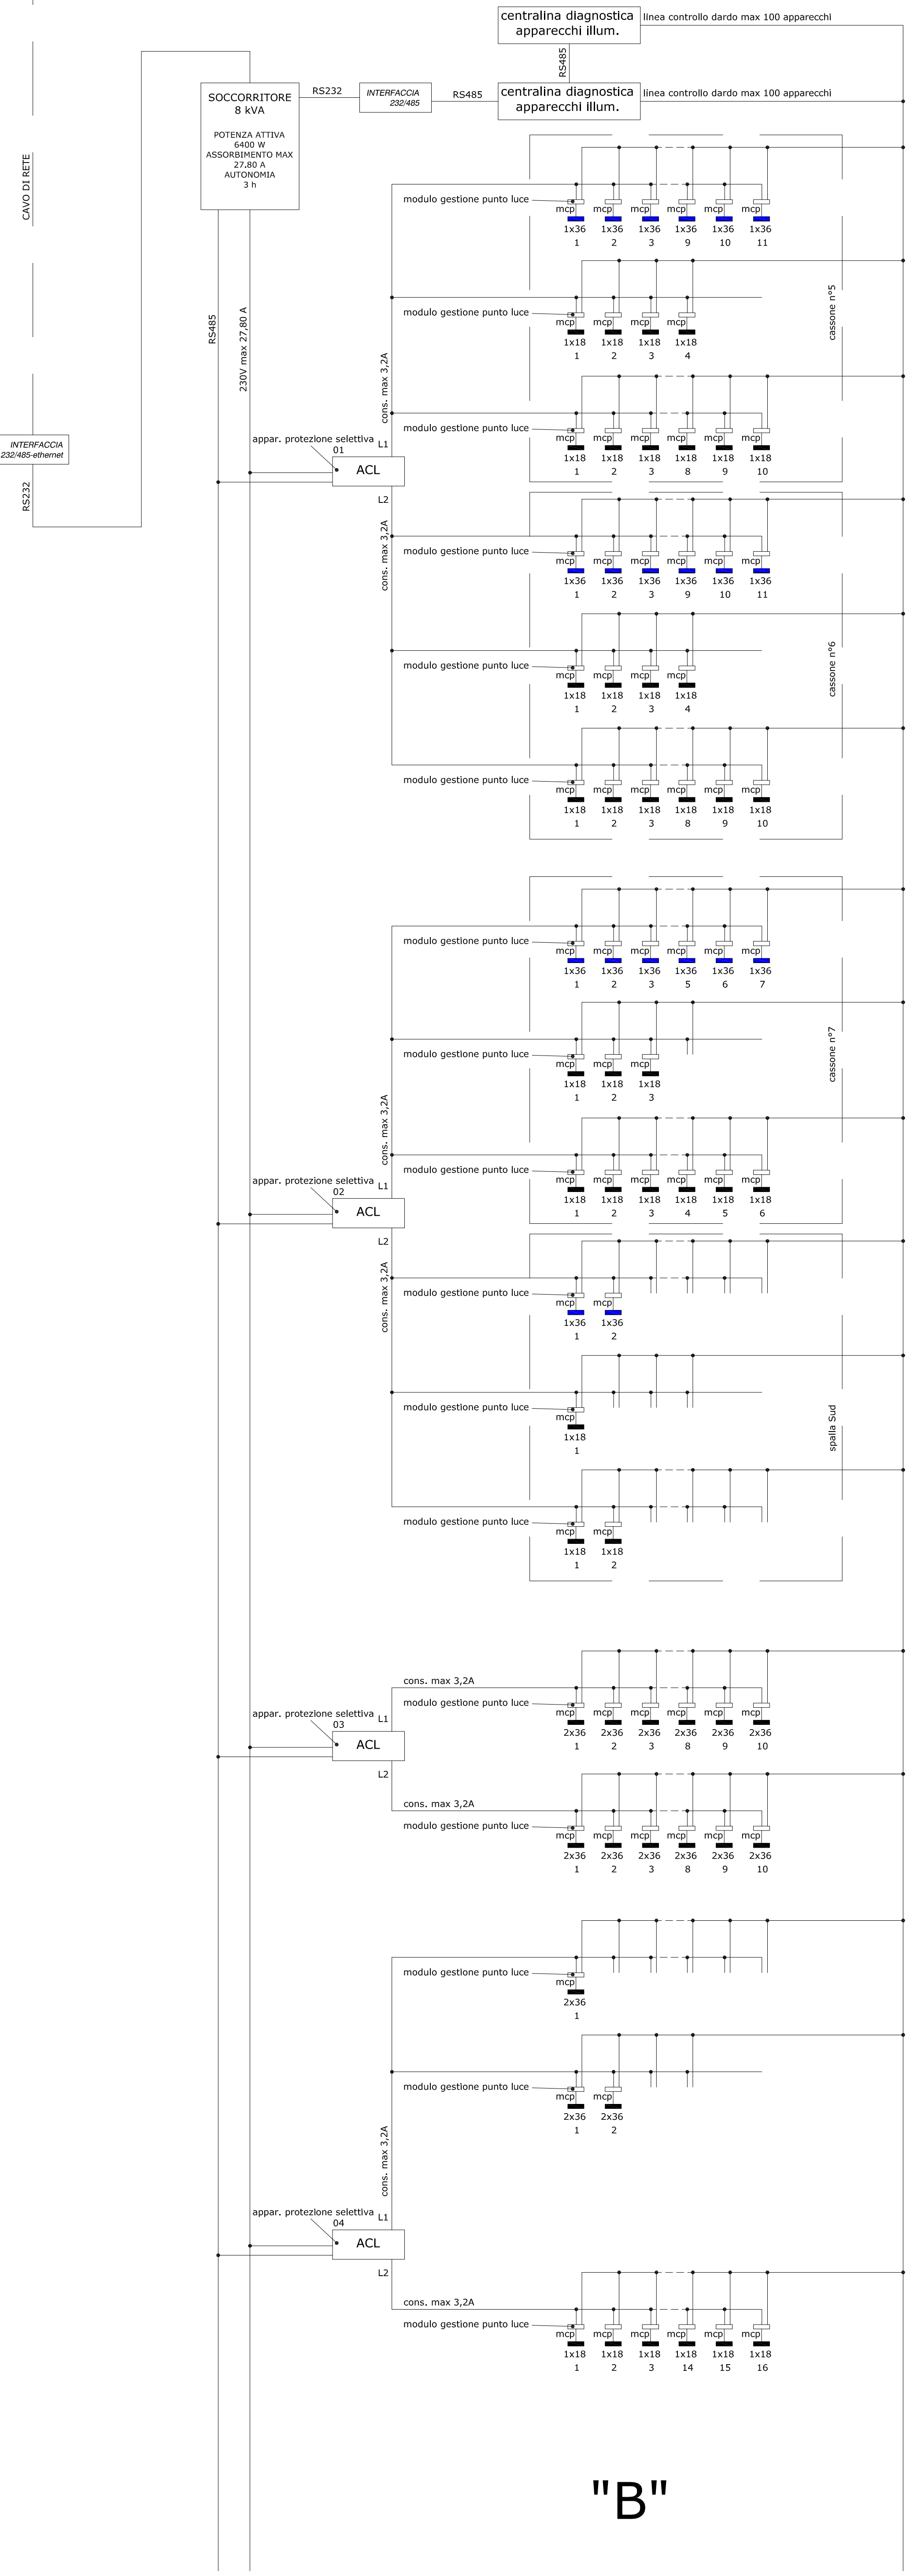 centralina diagnostica
apparecchi illum.
linea controllo dardo max 100 apparecchi
RS485
centralina diagnostica
apparecchi illum.
linea controllo dardo max 100 apparecchi
SOCCORRITORE
8 kVA
POTENZA ATTIVA
6400 W
ASSORBIMENTO MAX
27.80 A
AUTONOMIA
3 h
RS232
INTERFACCIA
232/485
RS485
CAVO DI RETE
INTERFACCIA
232/485-ethernet
RS232
RS485
230V max 27,80 A
modulo gestione punto luce
mcp mcp mcp mcp mcp mcp
1x36 1x36 1x36 1x36 1x36 1x36
1 2 3 9 10 11
cassone n°5
modulo gestione punto luce
mcp mcp mcp mcp
1x18 1x18 1x18 1x18
1 2 3 4
cons. max 3,2A
modulo gestione punto luce
mcp mcp mcp mcp mcp mcp
1x18 1x18 1x18 1x18 1x18 1x18
1 2 3 8 9 10
appar. protezione selettiva
L1
01
ACL
L2
cons. max 3,2A
modulo gestione punto luce
mcp mcp mcp mcp mcp mcp
1x36 1x36 1x36 1x36 1x36 1x36
1 2 3 9 10 11
cassone n°6
modulo gestione punto luce
mcp mcp mcp mcp
1x18 1x18 1x18 1x18
1 2 3 4
modulo gestione punto luce
mcp mcp mcp mcp mcp mcp
1x18 1x18 1x18 1x18 1x18 1x18
1 2 3 8 9 10
modulo gestione punto luce
mcp mcp mcp mcp mcp mcp
1x36 1x36 1x36 1x36 1x36 1x36
1 2 3 5 6 7
cassone n°7
modulo gestione punto luce
mcp mcp mcp
1x18 1x18 1x18
1 2 3
cons. max 3,2A
modulo gestione punto luce
mcp mcp mcp mcp mcp mcp
1x18 1x18 1x18 1x18 1x18 1x18
1 2 3 4 5 6
appar. protezione selettiva
L1
02
ACL
L2
cons. max 3,2A
modulo gestione punto luce
mcp mcp
1x36 1x36
1 2
spalla Sud
modulo gestione punto luce
mcp
1x18
1
modulo gestione punto luce
mcp mcp
1x18 1x18
1 2
cons. max 3,2A
modulo gestione punto luce
mcp mcp mcp mcp mcp mcp
2x36 2x36 2x36 2x36 2x36 2x36
1 2 3 8 9 10
appar. protezione selettiva
L1
03
ACL
L2
cons. max 3,2A
modulo gestione punto luce
mcp mcp mcp mcp mcp mcp
2x36 2x36 2x36 2x36 2x36 2x36
1 2 3 8 9 10
modulo gestione punto luce
mcp
2x36
1
modulo gestione punto luce
mcp mcp
2x36 2x36
1 2
cons. max 3,2A
appar. protezione selettiva
L1
04
ACL
L2
cons. max 3,2A
modulo gestione punto luce
mcp mcp mcp mcp mcp mcp
1x18 1x18 1x18 1x18 1x18 1x18
1 2 3 14 15 16
"B"